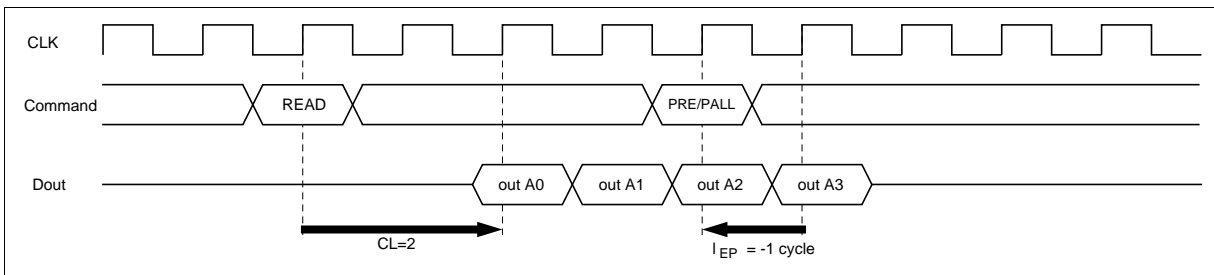 CLK
Command
READ
PRE/PALL
Dout
out A0
out A1
out A2
out A3
CL=2
l EP = -1 cycle